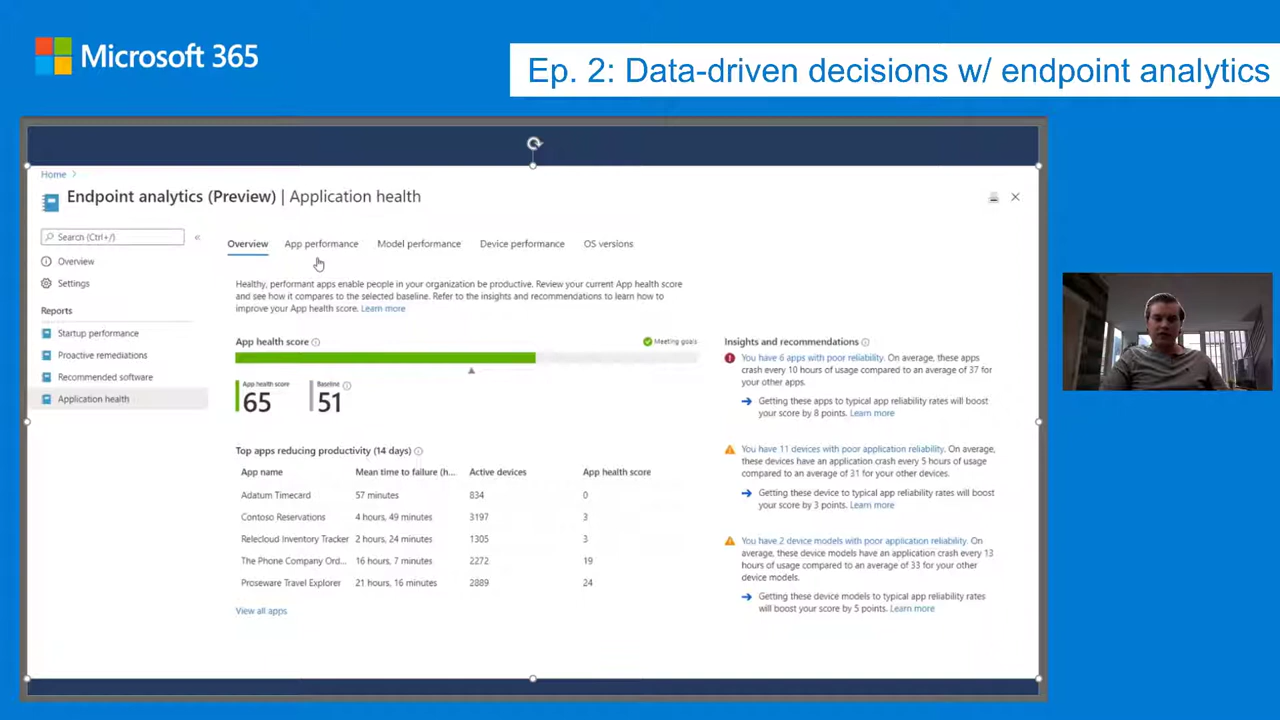 Microsoft 365
Ep. 2: Data-driven decisions w/ endpoint analytics
Home >
Endpoint analytics (Preview) | Application health
Search (Ctrl+/)
«
Overview
Settings
Reports
Startup performance
Proactive remediations
Recommended software
Application health
Overview
App performance
Model performance
Device performance
OS versions
Healthy, performant apps enable people in your organization be productive. Review your current App health score
and see how it compares to the selected baseline. Refer to the insights and recommendations to learn how to
improve your App health score. Learn more
App health score
Meeting goals
App health score
65
Baseline
51
Top apps reducing productivity (14 days)
App name Mean time to failure (h... Active devices App health score
Adatum Timecard 57 minutes 834 0
Contoso Reservations 4 hours, 49 minutes 3197 3
Relecloud Inventory Tracker 2 hours, 24 minutes 1305 3
The Phone Company Ord... 16 hours, 7 minutes 2272 19
Proseware Travel Explorer 21 hours, 16 minutes 2889 24
View all apps
Insights and recommendations
You have 6 apps with poor reliability. On average, these apps
crash every 10 hours of usage compared to an average of 37 for
your other apps.
Getting these apps to typical app reliability rates will boost
your score by 8 points. Learn more
You have 11 devices with poor application reliability. On average,
these devices have an application crash every 5 hours of usage
compared to an average of 31 for your other devices.
Getting these device to typical app reliability rates will boost
your score by 3 points. Learn more
You have 2 device models with poor application reliability. On
average, these device models have an application crash every 13
hours of usage compared to an average of 33 for your other
device models.
Getting these device models to typical app reliability rates
will boost your score by 5 points. Learn more